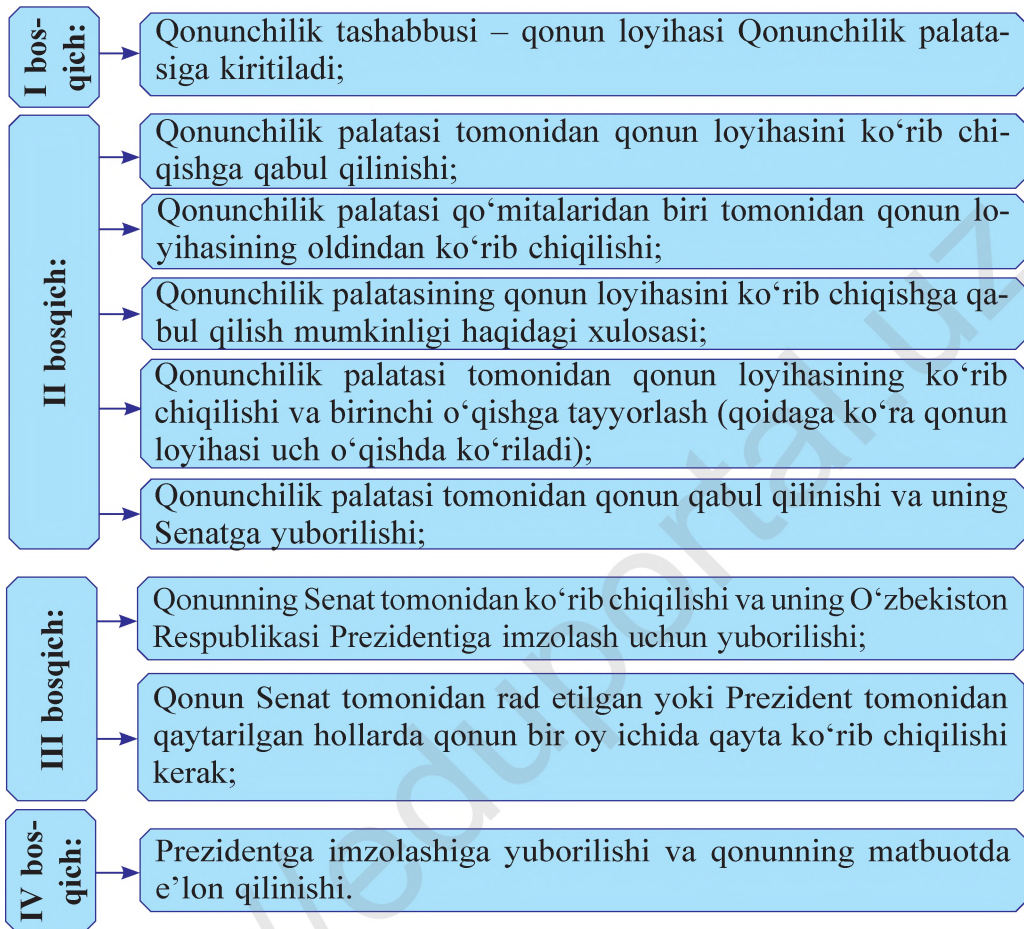 I bos-
qich:
Qonunchilik tashabbusi – qonun loyihasi Qonunchilik palata-
siga kiritiladi;
II bosqich:
Qonunchilik palatasi tomonidan qonun loyihasini ko‘rib chi-
qishga qabul qilinishi;
Qonunchilik palatasi qo‘mitalaridan biri tomonidan qonun lo-
yihasining oldindan ko‘rib chiqilishi;
Qonunchilik palatasining qonun loyihasini ko‘rib chiqishga qa-
bul qilish mumkinligi haqidagi xulosasi;
Qonunchilik palatasi tomonidan qonun loyihasining ko‘rib
chiqilishi va birinchi o‘qishga tayyorlash (qoidaga ko‘ra qonun
loyihasi uch o‘qishda ko‘riladi);
Qonunchilik palatasi tomonidan qonun qabul qilinishi va uning
Senatga yuborilishi;
III bosqich:
Qonunning Senat tomonidan ko‘rib chiqilishi va uning O‘zbekiston
Respublikasi Prezidentiga imzolash uchun yuborilishi;
Qonun Senat tomonidan rad etilgan yoki Prezident tomonidan
qaytarilgan hollarda qonun bir oy ichida qayta ko‘rib chiqilishi
kerak;
IV bos-
qich:
Prezidentga imzolashiga yuborilishi va qonunning matbuotda
e’lon qilinishi.
//eduportal.uz